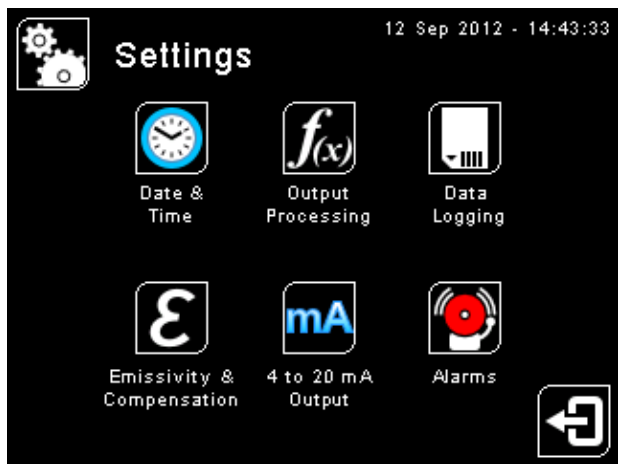 12 Sep 2012 - 14:43:33
Settings
f(x)
Date &
Time
Output
Processing
Data
Logging
ε
mA
Emissivity &
Compensation
4 to 20 mA
Output
Alarms